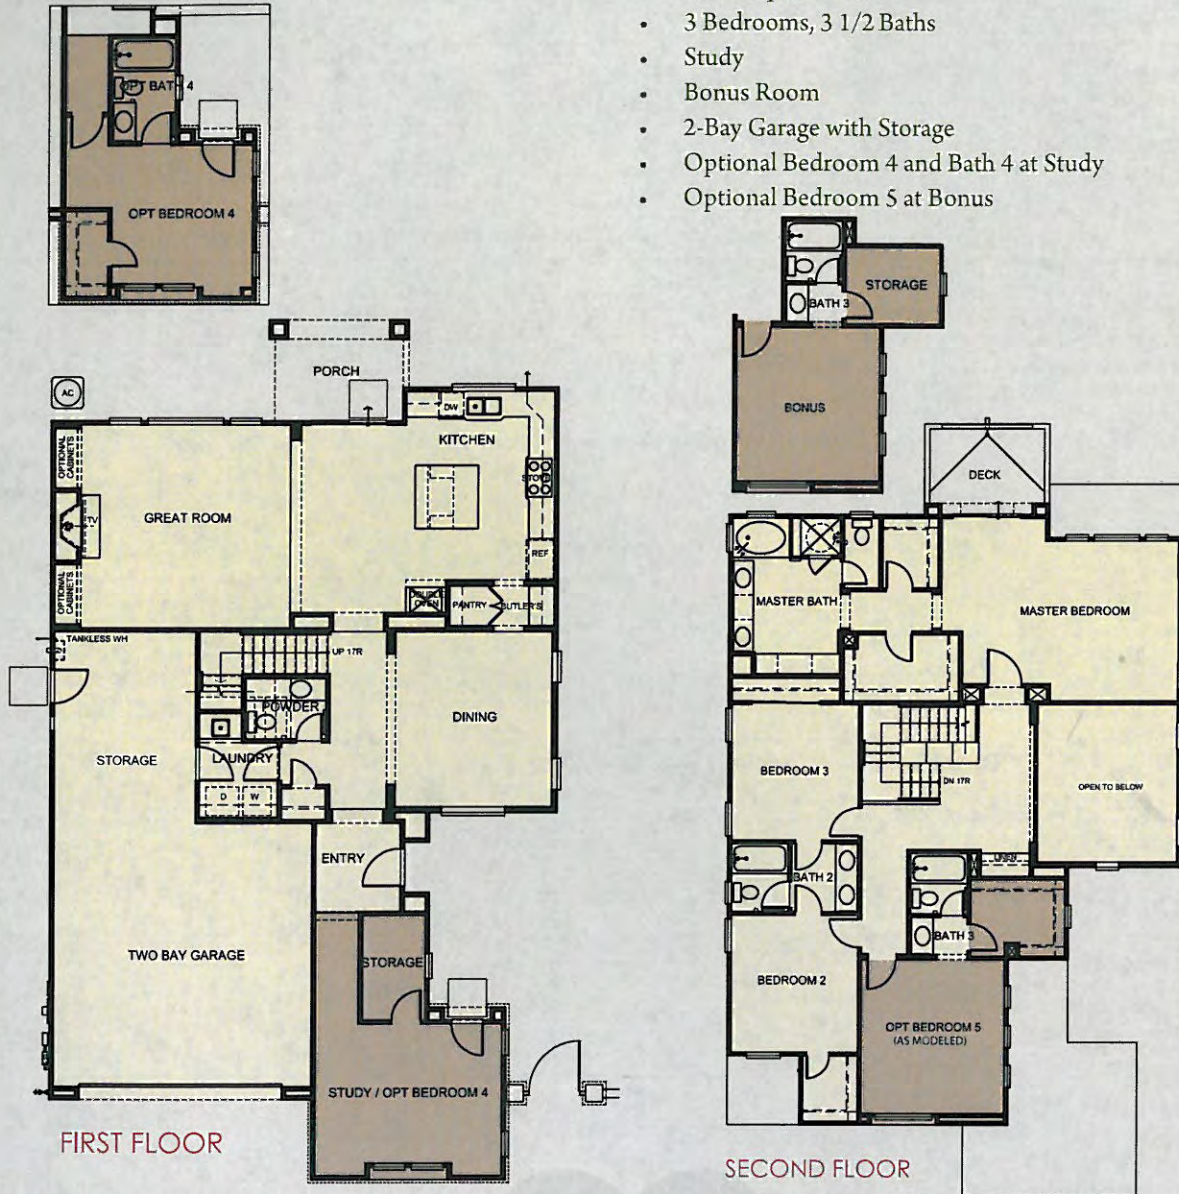 • 3 Bedrooms, 3 1/2 Baths
• Study
• Bonus Room
• 2-Bay Garage with Storage
• Optional Bedroom 4 and Bath 4 at Study
• Optional Bedroom 5 at Bonus
OPT BATH 4
OPT BEDROOM 4
BATH 3
STORAGE
BONUS
AC
PORCH
DW
KITCHEN
OPTIONAL
CABINETS
TV
GREAT ROOM
STOVE
REF
OPTIONAL
CABINETS
DOUBLE
OVEN
PANTRY
BUTLER'S
TANKLESS WH
UP 17R
POWDER
DINING
STORAGE
LAUNDRY
D
W
ENTRY
TWO BAY GARAGE
STORAGE
STUDY / OPT BEDROOM 4
FIRST FLOOR
DECK
MASTER BATH
MASTER BEDROOM
BEDROOM 3
DN 17R
OPEN TO BELOW
LINEN
BATH 2
BATH 3
BEDROOM 2
OPT BEDROOM 5
(AS MODELED)
SECOND FLOOR